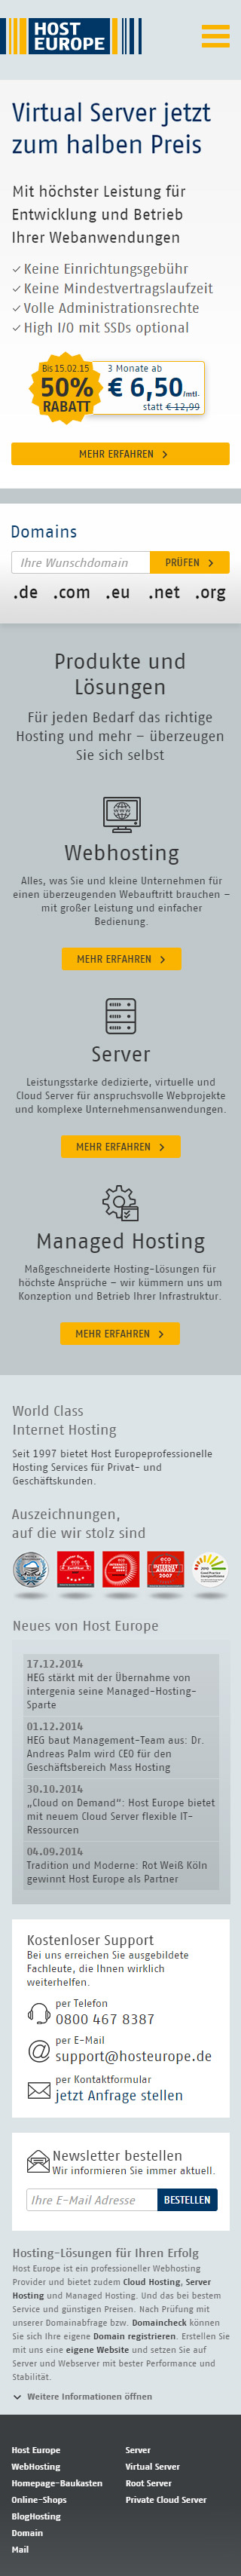 HOST
EUROPE
Virtual Server jetzt
zum halben Preis
Mit höchster Leistung für
Entwicklung und Betrieb
Ihrer Webanwendungen
✓ Keine Einrichtungsgebühr
✓ Keine Mindestvertragslaufzeit
✓ Volle Administrationsrechte
✓ High I/O mit SSDs optional
Bis 15.02.15
50%
RABATT
3 Monate ab
€ 6,50/mtl.
statt € 12,99
MEHR ERFAHREN
Domains
Ihre Wunschdomain
PRÜFEN
.de .com .eu .net .org
Produkte und
Lösungen
Für jeden Bedarf das richtige
Hosting und mehr – überzeugen
Sie sich selbst
Webhosting
Alles, was Sie und kleine Unternehmen für
einen überzeugenden Webauftritt brauchen –
mit großer Leistung und einfacher
Bedienung.
MEHR ERFAHREN
Server
Leistungsstarke dedizierte, virtuelle und
Cloud Server für anspruchsvolle Webprojekte
und komplexe Unternehmensanwendungen.
MEHR ERFAHREN
Managed Hosting
Maßgeschneiderte Hosting-Lösungen für
höchste Ansprüche – wir kümmern uns um
Konzeption und Betrieb Ihrer Infrastruktur.
MEHR ERFAHREN
World Class
Internet Hosting
Seit 1997 bietet Host Europeprofessionelle
Hosting Services für Privat- und
Geschäftskunden.
Auszeichnungen,
auf die wir stolz sind
Neues von Host Europe
17.12.2014
HEG stärkt mit der Übernahme von
intergenia seine Managed-Hosting-
Sparte
01.12.2014
HEG baut Management-Team aus: Dr.
Andreas Palm wird CEO für den
Geschäftsbereich Mass Hosting
30.10.2014
„Cloud on Demand“: Host Europe bietet
mit neuem Cloud Server flexible IT-
Ressourcen
04.09.2014
Tradition und Moderne: Rot Weiß Köln
gewinnt Host Europe als Partner
Kostenloser Support
Bei uns erreichen Sie ausgebildete
Fachleute, die Ihnen wirklich
weiterhelfen.
per Telefon
0800 467 8387
per E-Mail
support@hosteurope.de
per Kontaktformular
jetzt Anfrage stellen
Newsletter bestellen
Wir informieren Sie immer aktuell.
Ihre E-Mail Adresse
BESTELLEN
Hosting-Lösungen für Ihren Erfolg
Host Europe ist ein professioneller Webhosting
Provider und bietet zudem Cloud Hosting, Server
Hosting und Managed Hosting. Und das bei bestem
Service und günstigen Preisen. Nach Prüfung mit
unserer Domainabfrage bzw. Domaincheck können
Sie sich Ihre eigene Domain registrieren. Erstellen Sie
mit uns eine eigene Website und setzen Sie auf
Server und Webserver mit bester Performance und
Stabilität.
Weitere Informationen öffnen
Host Europe
WebHosting
Homepage-Baukasten
Online-Shops
BlogHosting
Domain
Mail
Server
Virtual Server
Root Server
Private Cloud Server